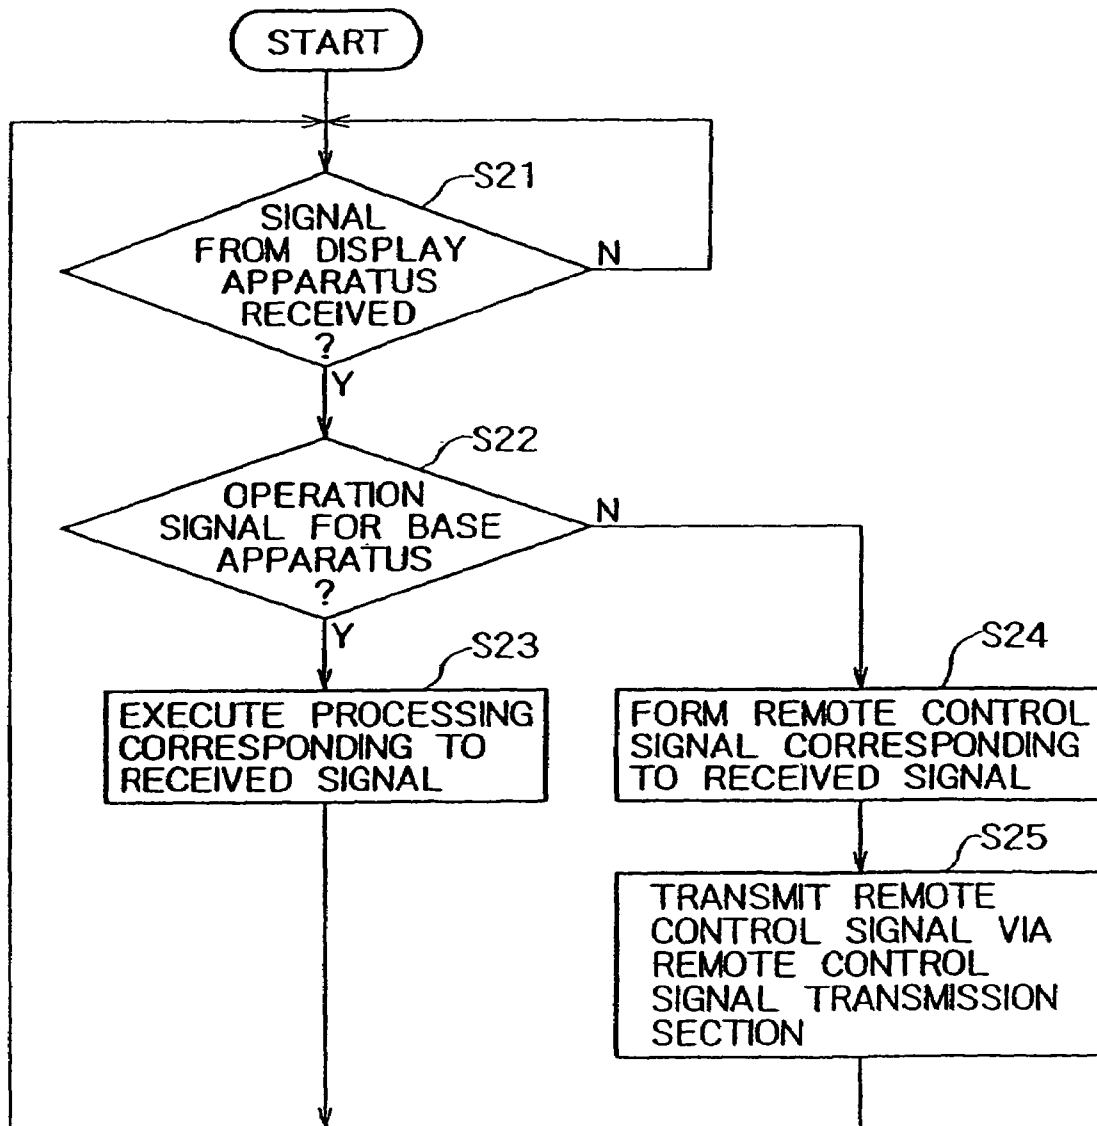 START
S21
SIGNAL
FROM DISPLAY
APPARATUS
RECEIVED
?
N
Y
S22
OPERATION
SIGNAL FOR BASE
APPARATUS
?
N
Y
S23
EXECUTE PROCESSING
CORRESPONDING TO
RECEIVED SIGNAL
S24
FORM REMOTE CONTROL
SIGNAL CORRESPONDING
TO RECEIVED SIGNAL
S25
TRANSMIT REMOTE
CONTROL SIGNAL VIA
REMOTE CONTROL
SIGNAL TRANSMISSION
SECTION